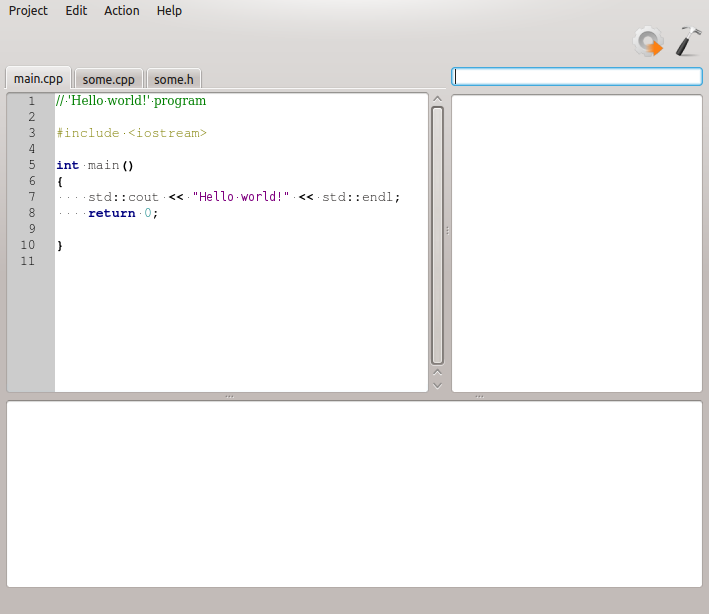 Project Edit Action Help
main.cpp some.cpp some.h
1 // 'Hello world!' program
2
3 #include <iostream>
4
5 int main()
6 {
7 std::cout << "Hello world!" << std::endl;
8 return 0;
9
10 }
11